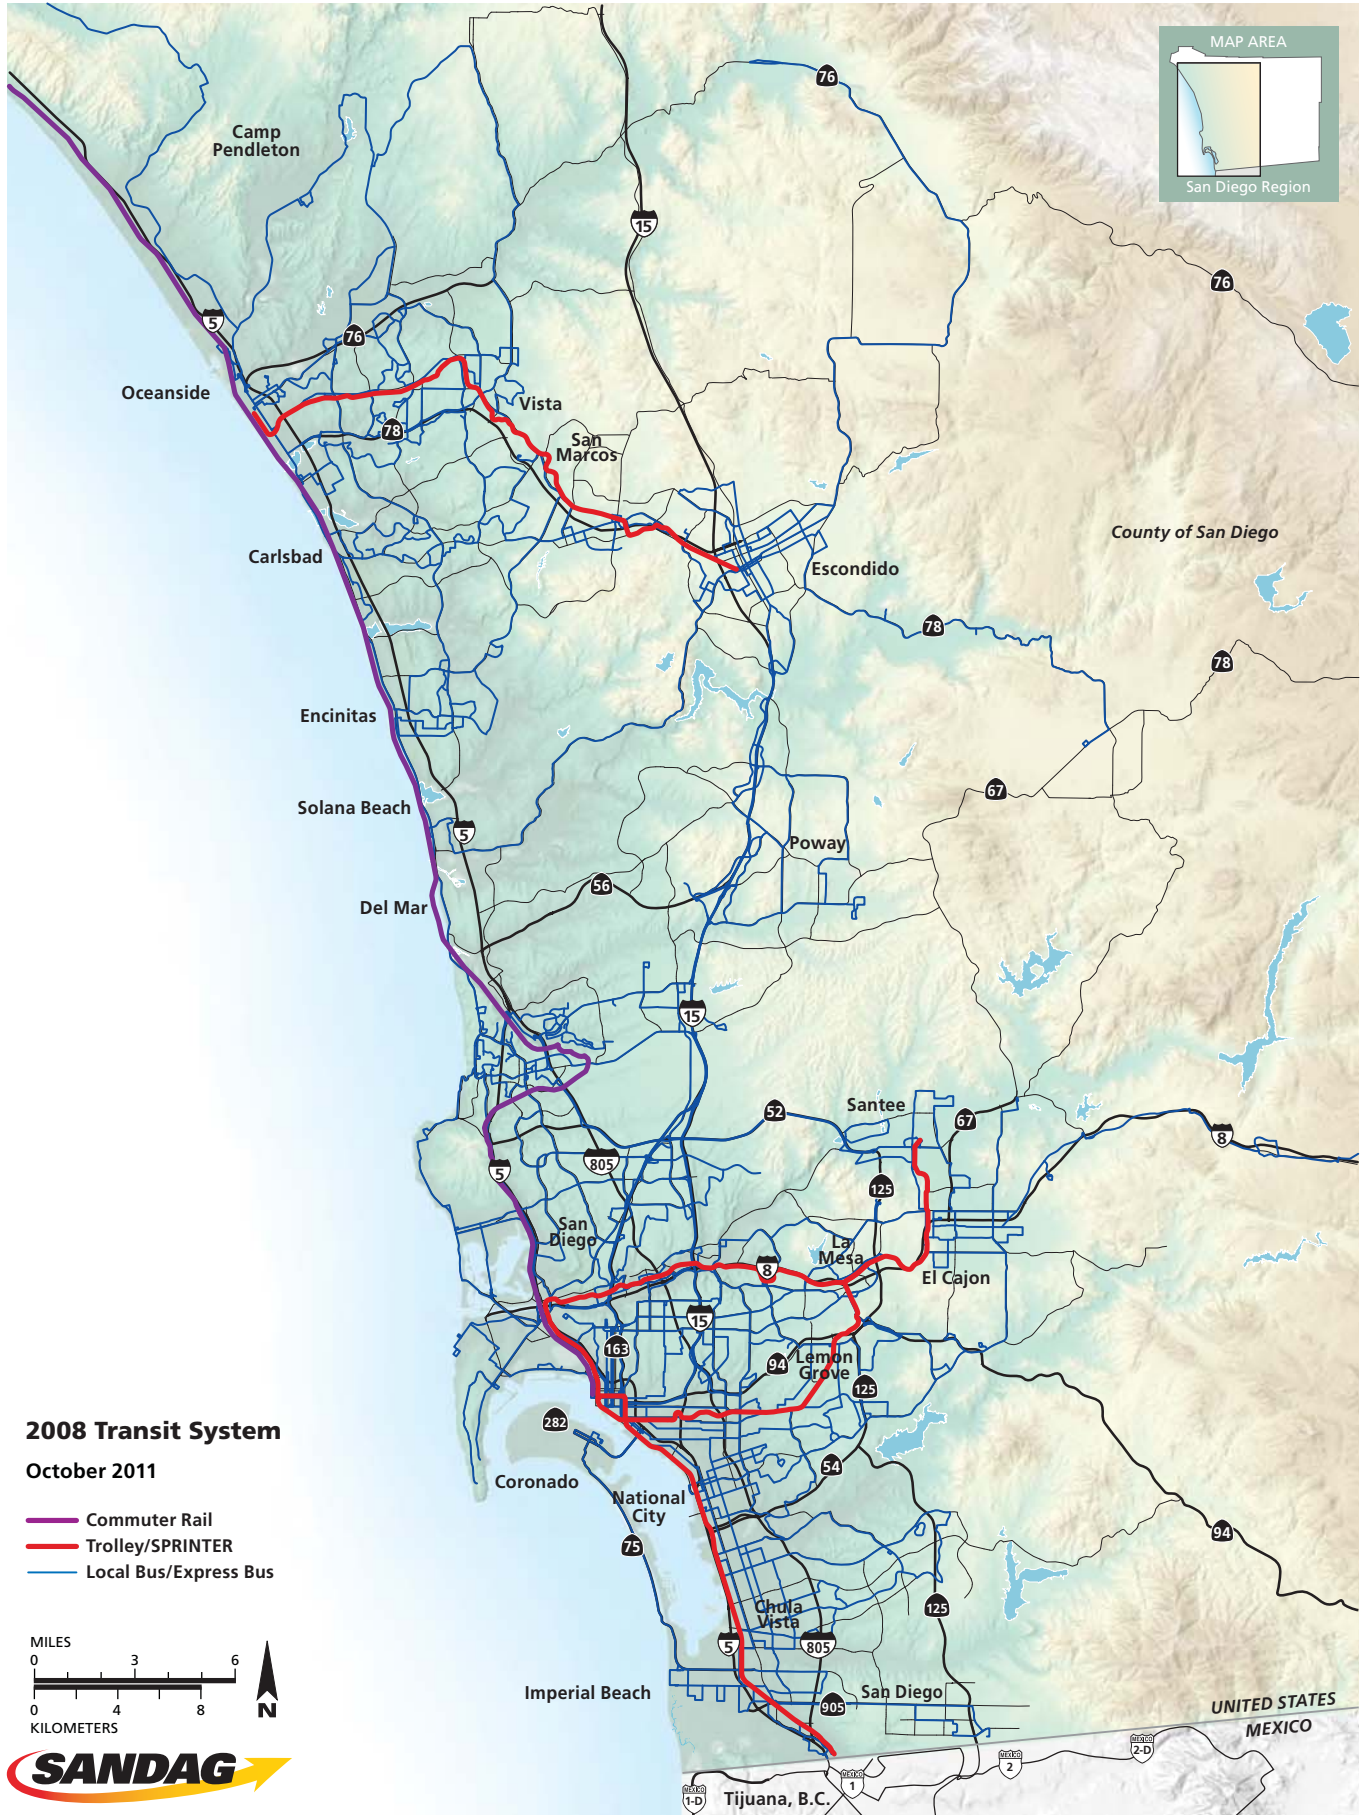 MAP AREA
San Diego Region
76
Camp
Pendleton
15
76
5
76
Oceanside
Vista
78
San
Marcos
County of San Diego
Carlsbad
Escondido
78
78
Encinitas
67
Solana Beach
5
Poway
56
Del Mar
15
Santee
52
67
8
805
5
125
San
Diego
La
Mesa
8
El Cajon
15
163
94
Lemon
Grove
125
2008 Transit System
282
October 2011
54
Coronado
National
City
Commuter Rail
94
Trolley/SPRINTER
75
Local Bus/Express Bus
Chula
Vista
125
MILES
0 3 6
5
805
Imperial Beach
San Diego
905
0 4 8
KILOMETERS
N
UNITED STATES
MEXICO
SANDAG
MEXICO
2-D
MEXICO
2
MEXICO
1
MEXICO
1-D
Tijuana, B.C.